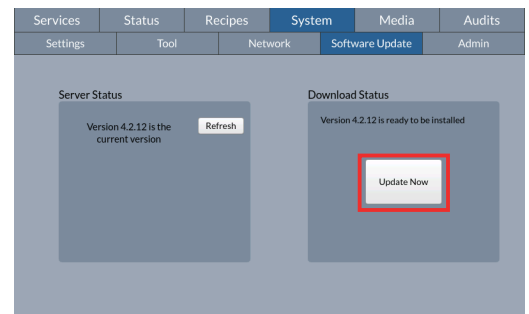 Services Status Recipes System Media Audits
Settings Tool Network Software Update Admin
Server Status
Version 4.2.12 is the
current version
Refresh
Download Status
Version 4.2.12 is ready to be installed
Update Now